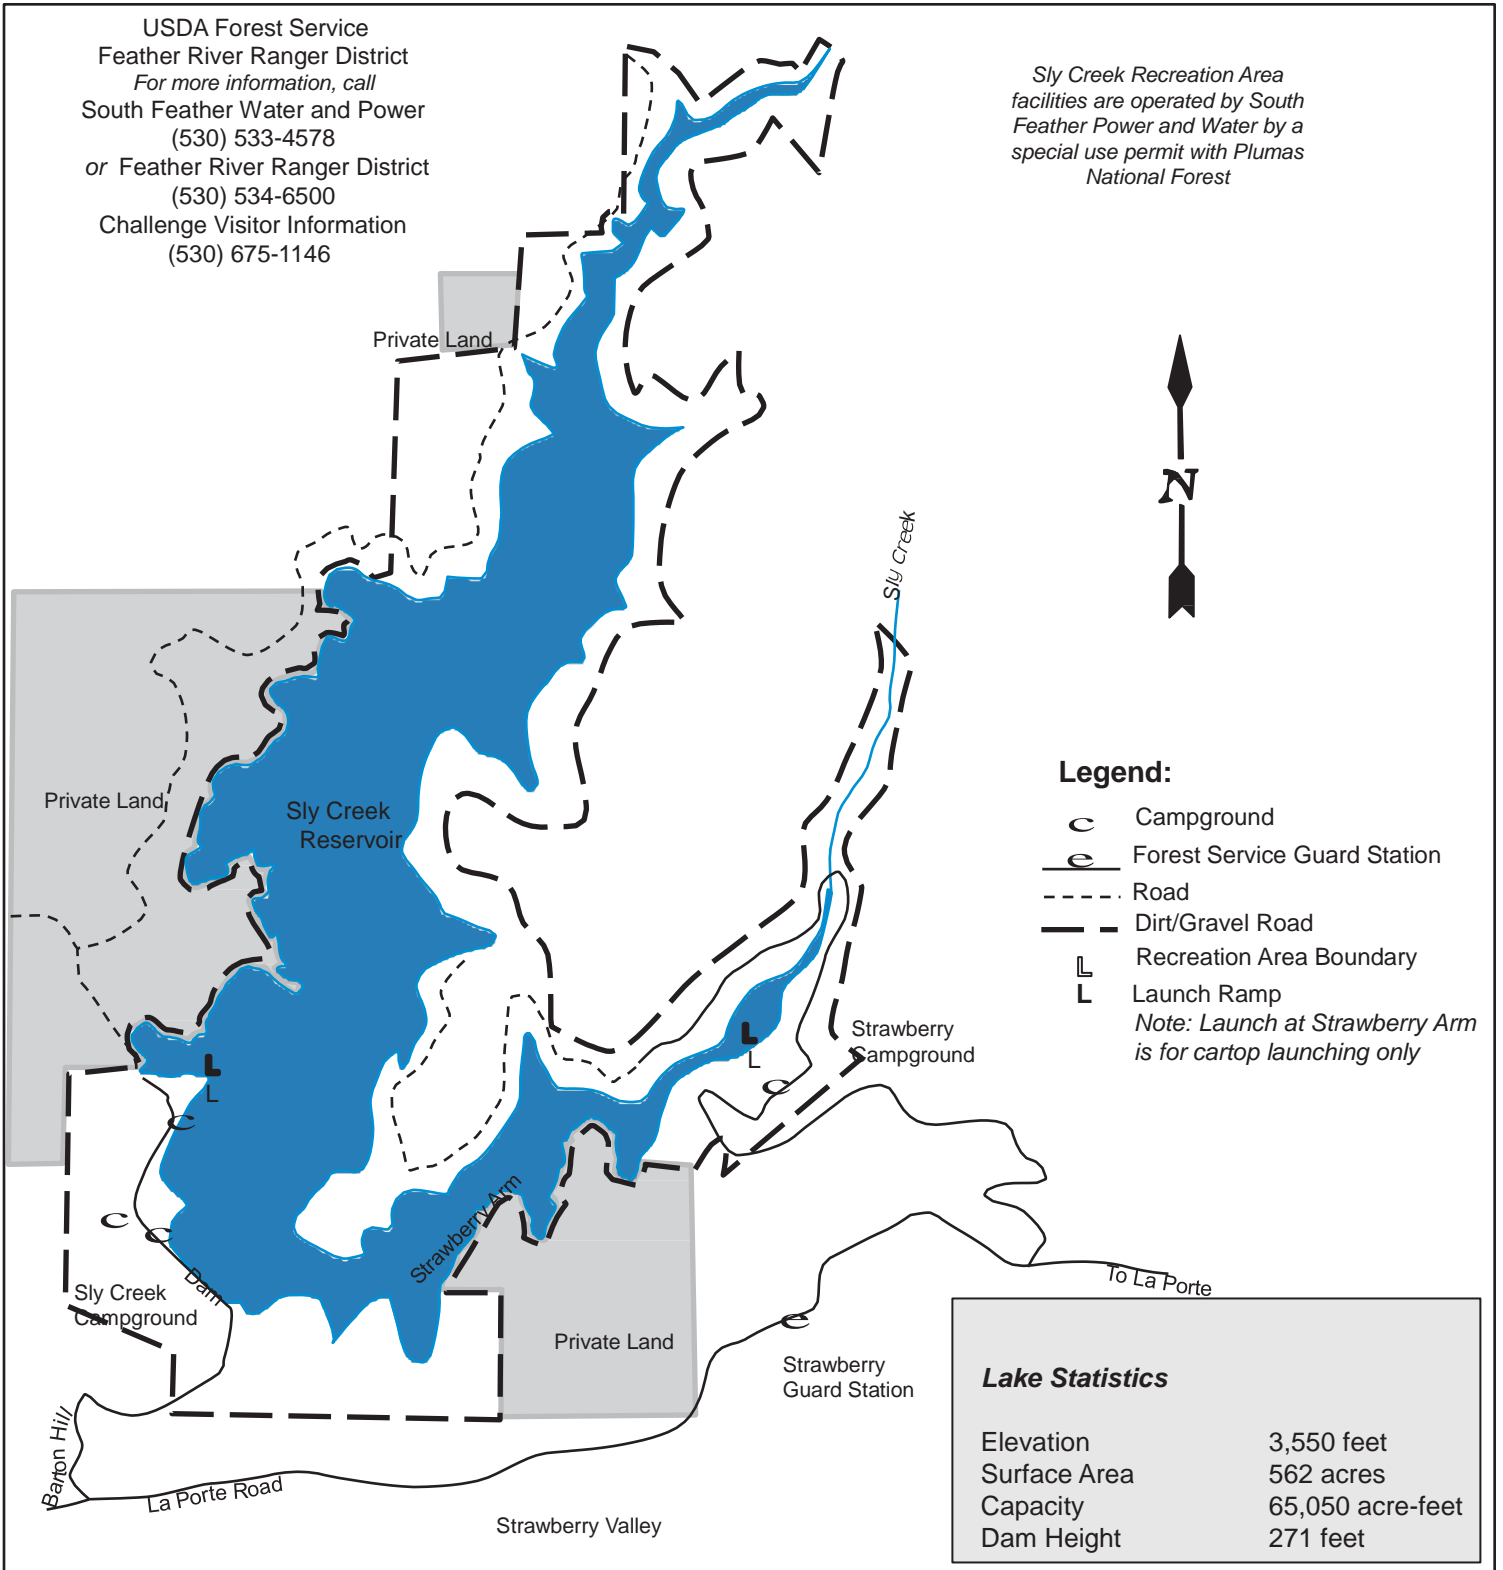 USDA Forest Service
Feather River Ranger District
For more information, call
South Feather Water and Power
(530) 533-4578
or Feather River Ranger District
(530) 534-6500
Challenge Visitor Information
(530) 675-1146
Sly Creek Recreation Area
facilities are operated by South
Feather Power and Water by a
special use permit with Plumas
National Forest
Private Land
N
Sly Creek
Private Land
Sly Creek
Reservoir
Legend:
c Campground
e Forest Service Guard Station
Road
Dirt/Gravel Road
L Recreation Area Boundary
L Launch Ramp
Note: Launch at Strawberry Arm
is for cartop launching only
L
L
Strawberry
Campground
c
L
L
c
c
c
Strawberry Arm
Dam
Sly Creek
Campground
To La Porte
e
Private Land
Strawberry
Guard Station
Barton Hill
La Porte Road
Strawberry Valley
Lake Statistics
Elevation 3,550 feet
Surface Area 562 acres
Capacity 65,050 acre-feet
Dam Height 271 feet